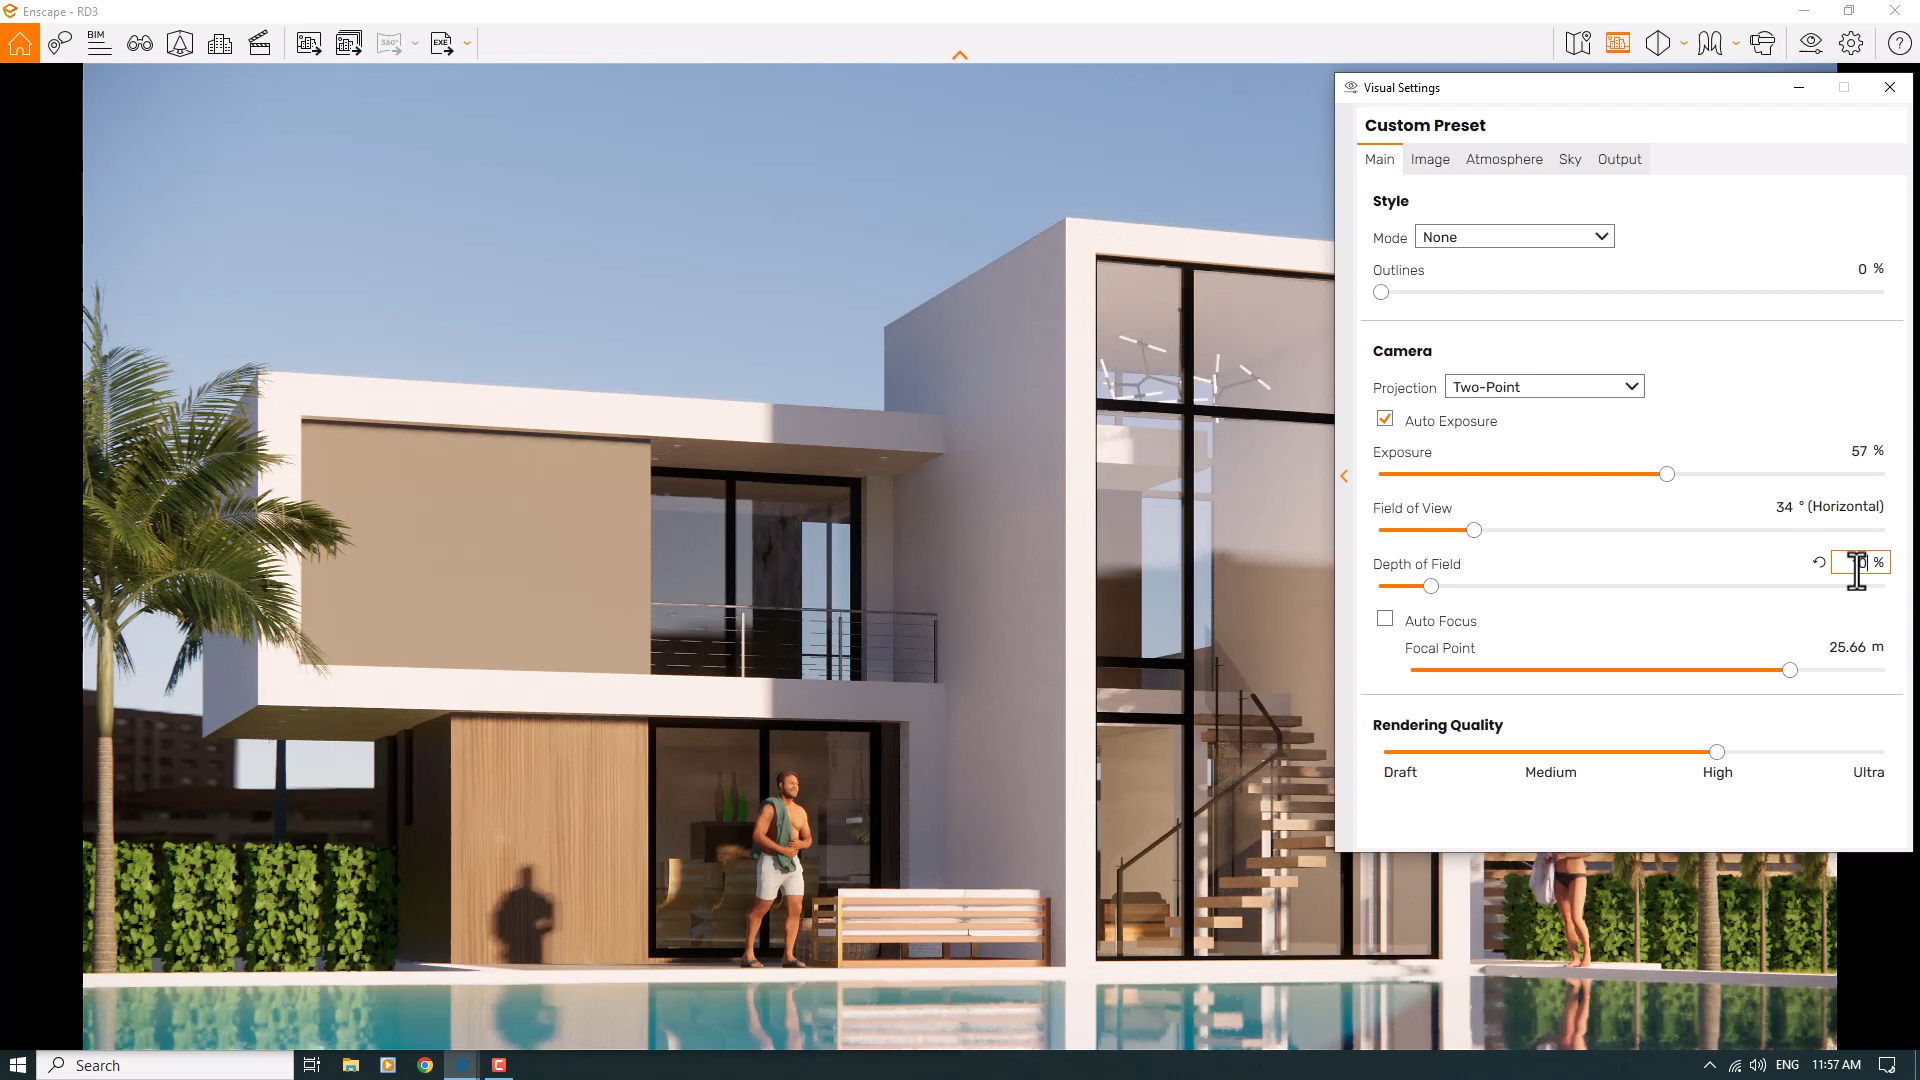 Enscape - RD3
BIM
360°
EXE
Visual Settings
Custom Preset
Main Image Atmosphere Sky Output
Style
Mode None
Outlines 0 %
Camera
Projection Two-Point
Auto Exposure
Exposure 57 %
Field of View 34 ° (Horizontal)
Depth of Field %
Auto Focus
Focal Point 25.66 m
Rendering Quality
Draft Medium High Ultra
Search
ENG 11:57 AM